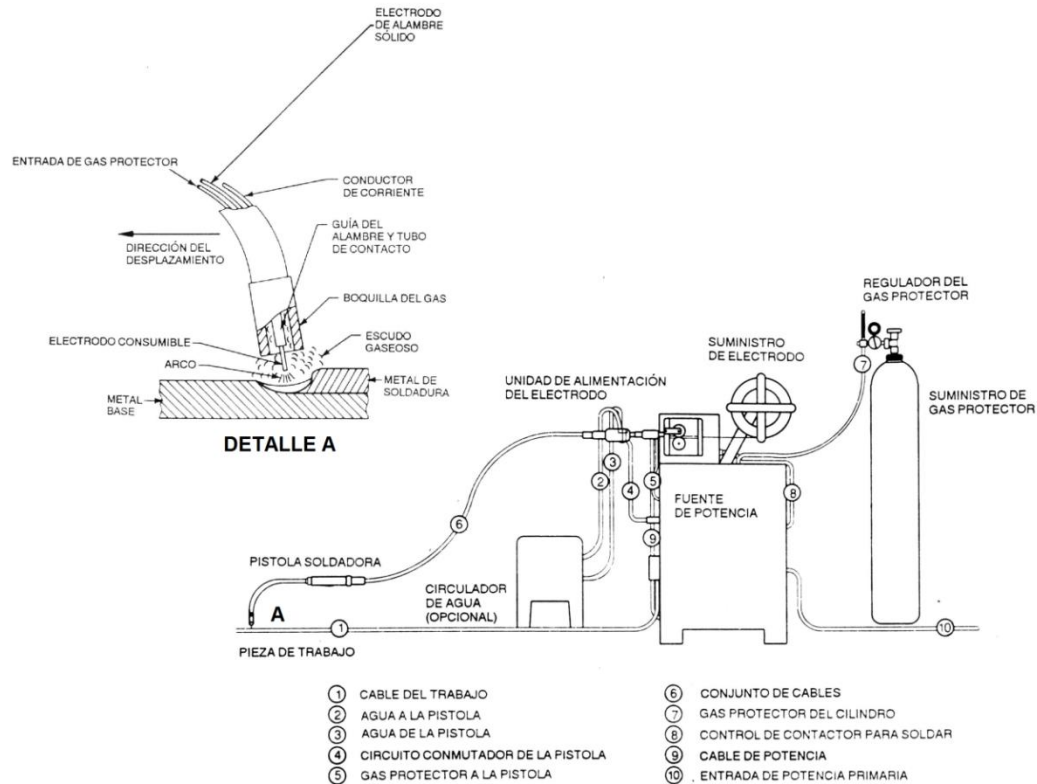 ELECTRODO
DE ALAMBRE
SÓLIDO
ENTRADA DE GAS PROTECTOR
CONDUCTOR
DE CORRIENTE
GUÍA DEL
ALAMBRE Y TUBO
DE CONTACTO
DIRECCIÓN DEL
DESPLAZAMIENTO
BOQUILLA DEL GAS
ELECTRODO CONSUMIBLE
ESCUDO
GASEOSO
ARCO
METAL
BASE
METAL DE
SOLDADURA
DETALLE A
REGULADOR DEL
GAS PROTECTOR
SUMINISTRO
DE ELECTRODO
UNIDAD DE ALIMENTACIÓN
DEL ELECTRODO
SUMINISTRO DE
GAS PROTECTOR
7
3
2
4
5
8
FUENTE
DE POTENCIA
6
9
PISTOLA SOLDADORA
CIRCULADOR
DE AGUA
(OPCIONAL)
A
1
10
PIEZA DE TRABAJO
1 CABLE DEL TRABAJO
2 AGUA A LA PISTOLA
3 AGUA DE LA PISTOLA
4 CIRCUITO CONMUTADOR DE LA PISTOLA
5 GAS PROTECTOR A LA PISTOLA
6 CONJUNTO DE CABLES
7 GAS PROTECTOR DEL CILINDRO
8 CONTROL DE CONTACTOR PARA SOLDAR
9 CABLE DE POTENCIA
10 ENTRADA DE POTENCIA PRIMARIA